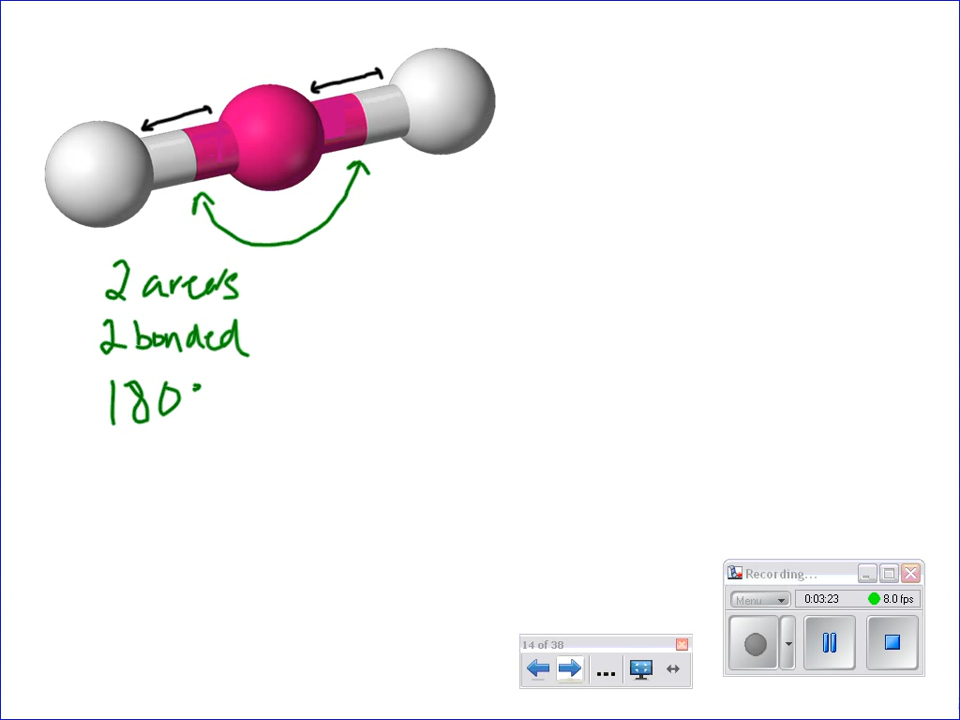 2 areas
2 bonded
180°
Recording...
Menu
0:03:23
8.0 fps
14 of 38
...